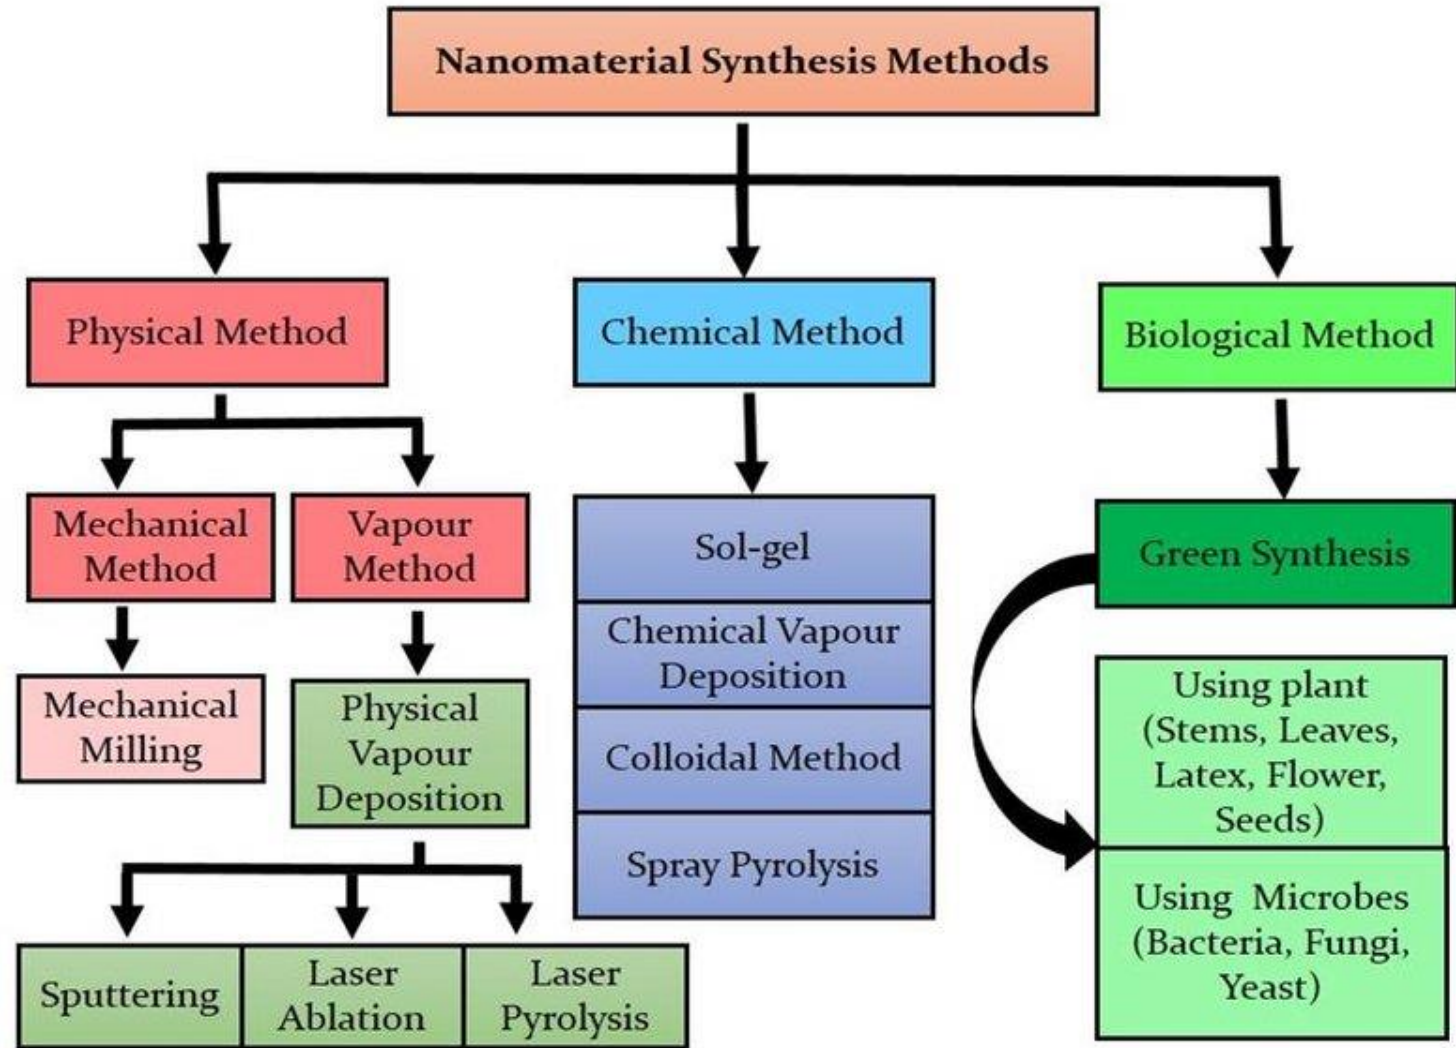 Nanomaterial Synthesis Methods
Physical Method
Chemical Method
Biological Method
Mechanical
Method
Vapour
Method
Mechanical
Milling
Physical
Vapour
Deposition
Sputtering
Laser
Ablation
Laser
Pyrolysis
Sol-gel
Chemical Vapour
Deposition
Colloidal Method
Spray Pyrolysis
Green Synthesis
Using plant
(Stems, Leaves,
Latex, Flower,
Seeds)
Using Microbes
(Bacteria, Fungi,
Yeast)